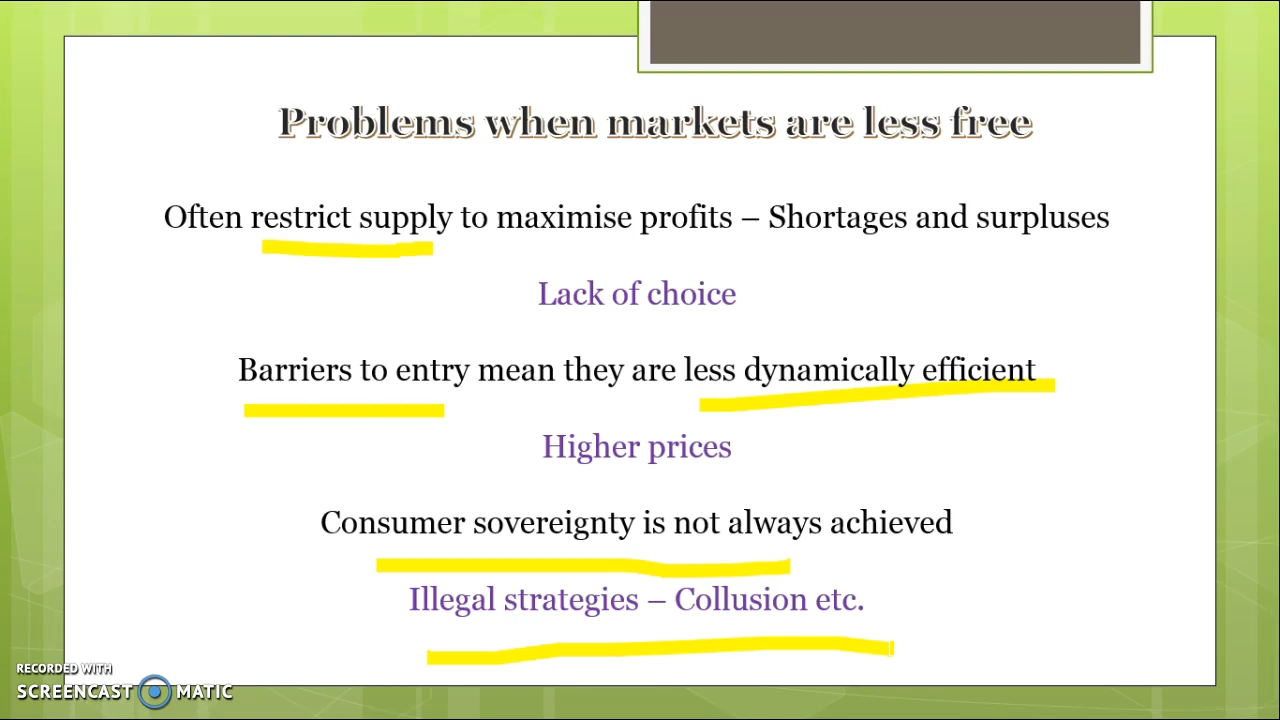 Problems when markets are less free
Often restrict supply to maximise profits – Shortages and surpluses
Lack of choice
Barriers to entry mean they are less dynamically efficient
Higher prices
Consumer sovereignty is not always achieved
Illegal strategies – Collusion etc.
RECORDED WITH
SCREENCAST MATIC